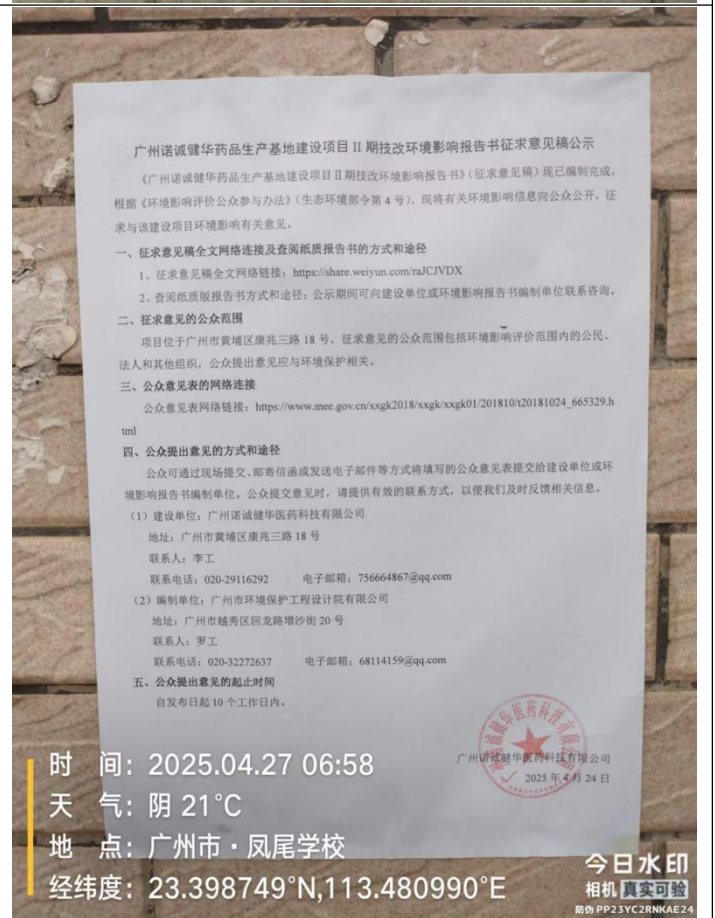 广州诺诚健华药品生产基地建设项目 II 期技改环境影响报告书征求意见稿公示
《广州诺诚健华药品生产基地建设项目 II 期技改环境影响报告书》（征求意见稿）现已编制完成，
根据《环境影响评价公众参与办法》（生态环境部令第 4 号），现将有关环境影响信息向公众公开，征
求与该建设项目环境影响有关意见。
一、征求意见稿全文网络连接及查阅纸质报告书的方式和途径
1、征求意见稿全文网络链接：https://share.weiyun.com/raJCJVDX
2、查阅纸质版报告书方式和途径：公示期间可向建设单位或环境影响报告书编制单位联系咨询。
二、征求意见的公众范围
项目位于广州市黄埔区康兆三路 18 号，征求意见的公众范围包括环境影响评价范围内的公民、
法人和其他组织，公众提出意见应与环境保护相关。
三、公众意见表的网络连接
公众意见表网络链接：https://www.mee.gov.cn/xxgk2018/xxgk/xxgk01/201810/t20181024_665329.h
tml
四、公众提出意见的方式和途径
公众可通过现场提交、邮寄信函或发送电子邮件等方式将填写的公众意见表提交给建设单位或环
境影响报告书编制单位。公众提交意见时，请提供有效的联系方式，以便我们及时反馈相关信息。
（1）建设单位：广州诺诚健华医药科技有限公司
地址：广州市黄埔区康兆三路 18 号
联系人：李工
联系电话：020-29116292 电子邮箱：756664867@qq.com
（2）编制单位：广州市环境保护工程设计院有限公司
地址：广州市越秀区回龙路增沙街 20 号
联系人：罗工
联系电话：020-32272637 电子邮箱：68114159@qq.com
五、公众提出意见的起止时间
自发布日起 10 个工作日内。
广州诺诚健华医药科技有限公司
广州诺诚健华医药科技有限公司
2025 年 4 月 24 日
时 间：2025.04.27 06:58
天 气：阴 21℃
地 点：广州市·凤尾学校
经纬度：23.398749°N,113.480990°E
今日水印
相机 真实可验
防伪 PP23YC2RNKAE24